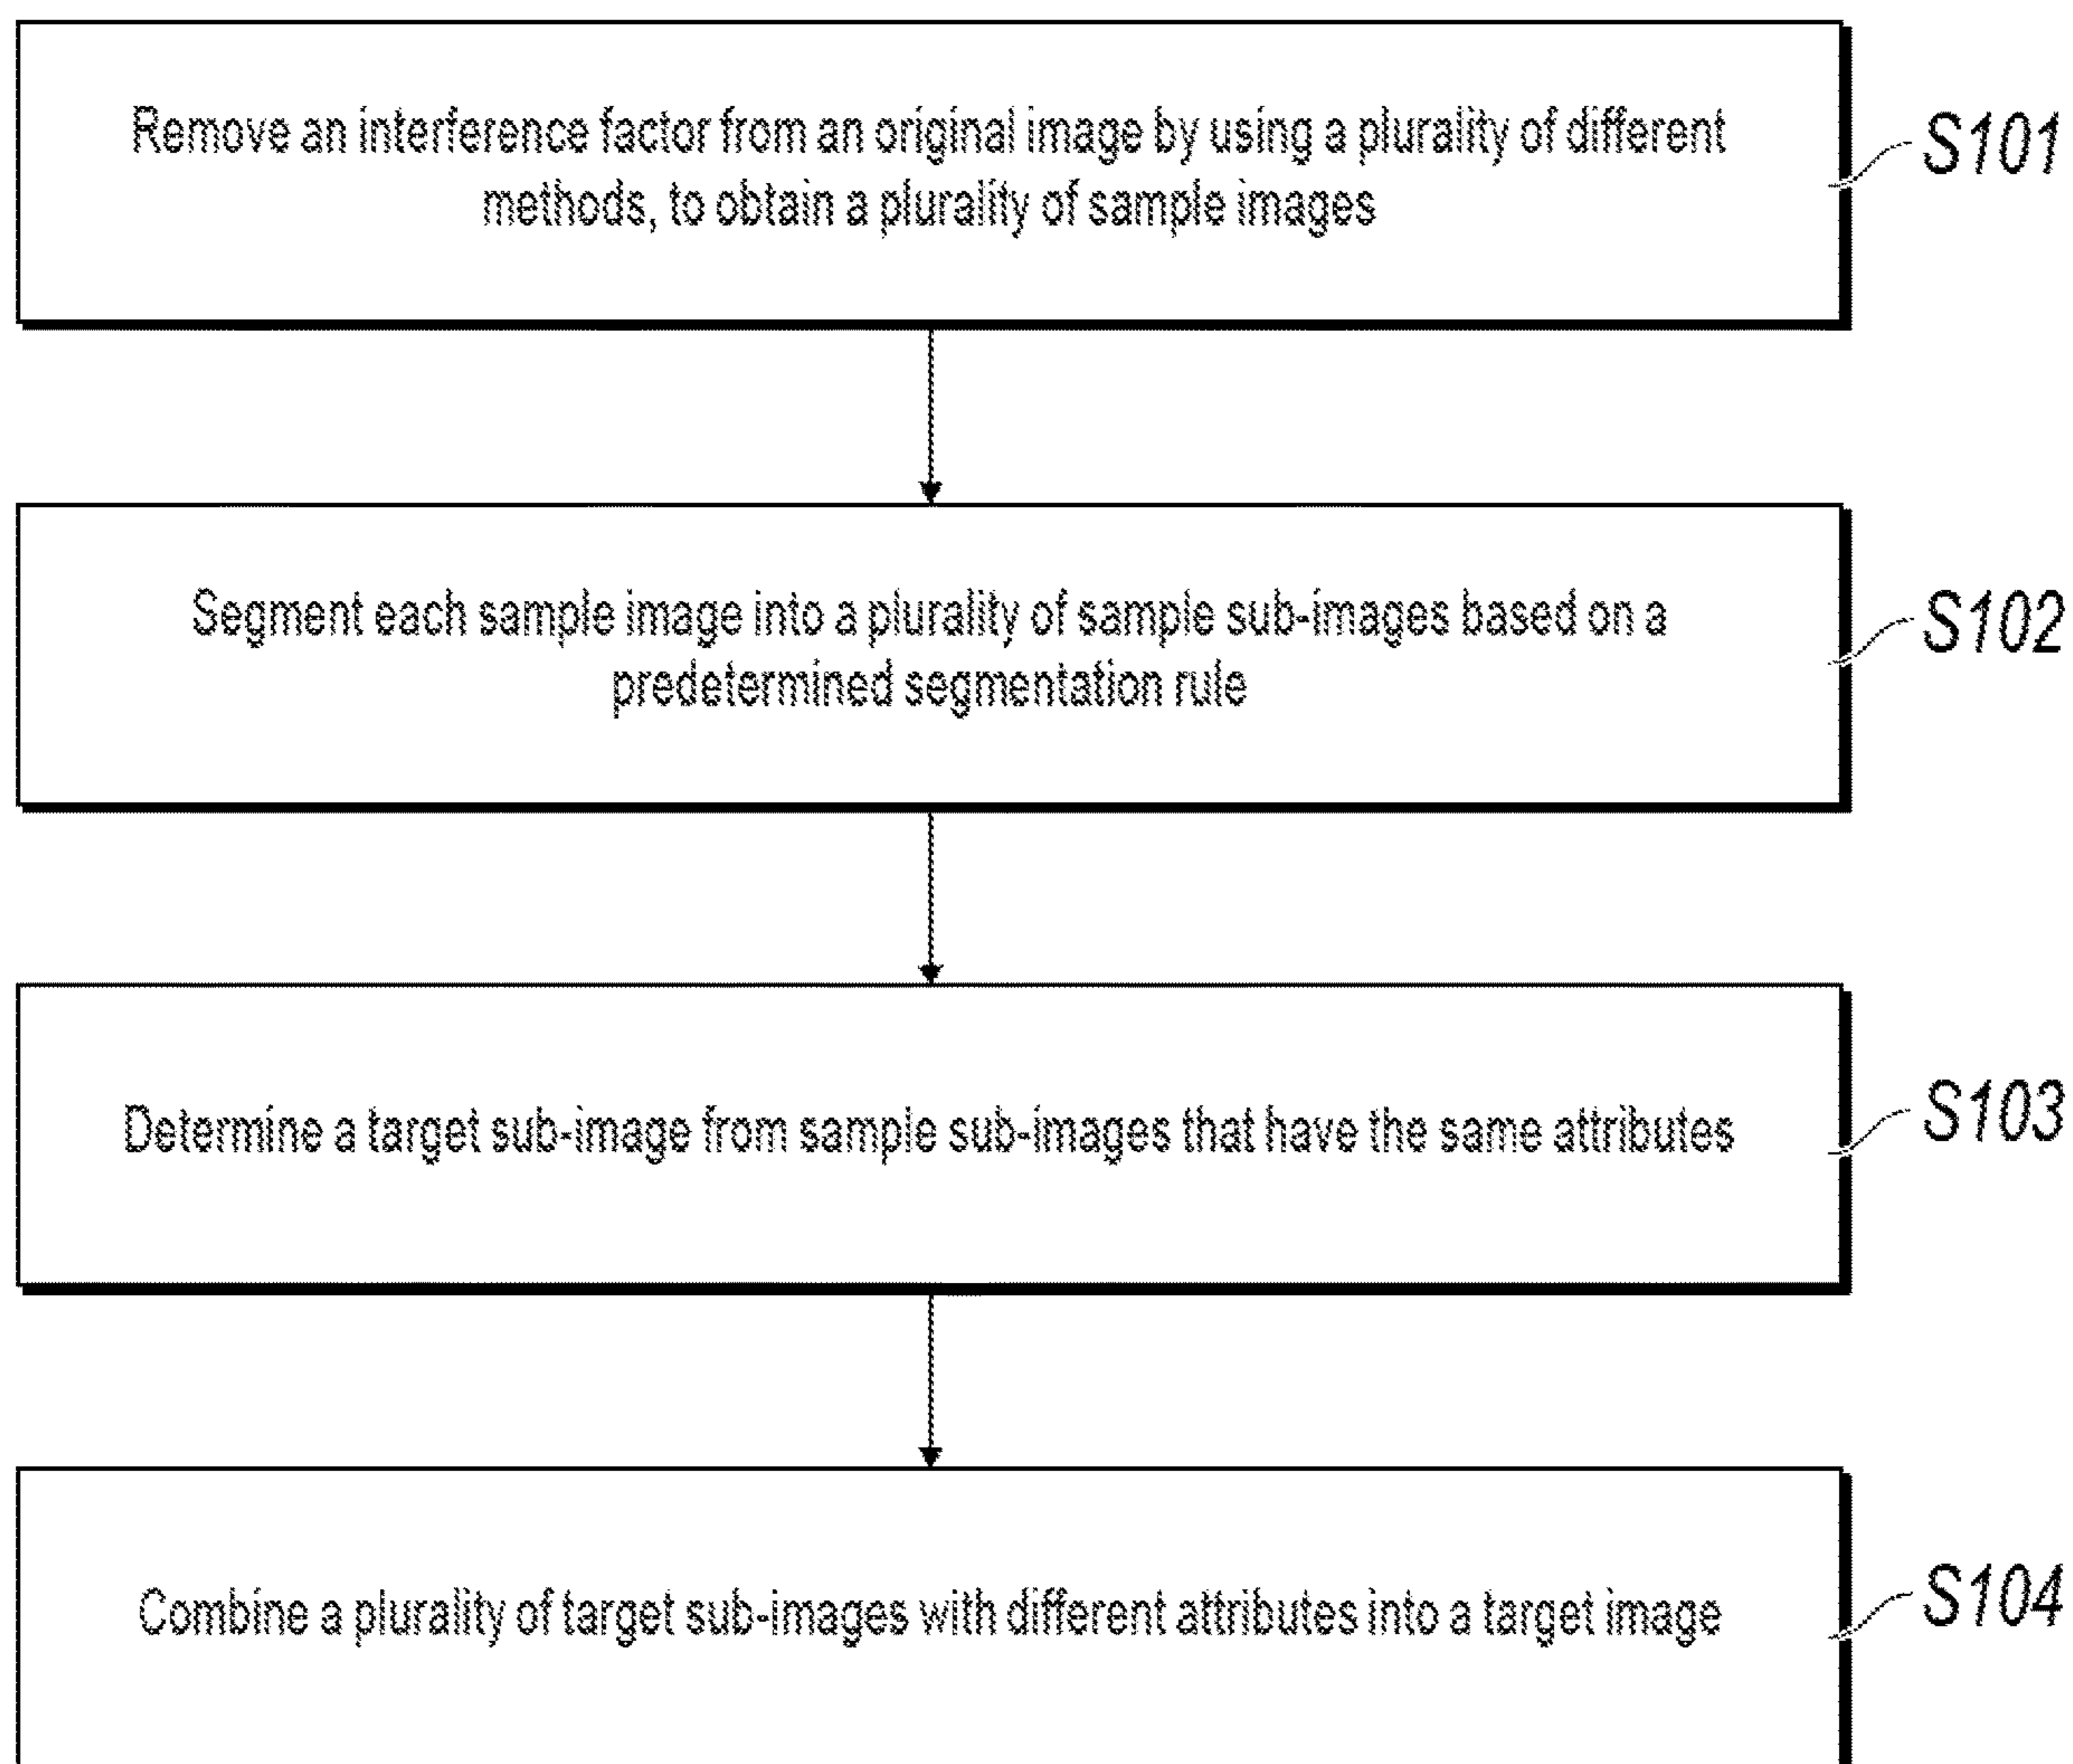 Remove an interference factor from an original image by using a plurality of different
methods, to obtain a plurality of sample images
S101
Segment each sample image into a plurality of sample sub-images based on a
predetermined segmentation rule
S102
Determine a target sub-image from sample sub-images that have the same attributes
S103
Combine a plurality of target sub-images with different attributes into a target image
S104